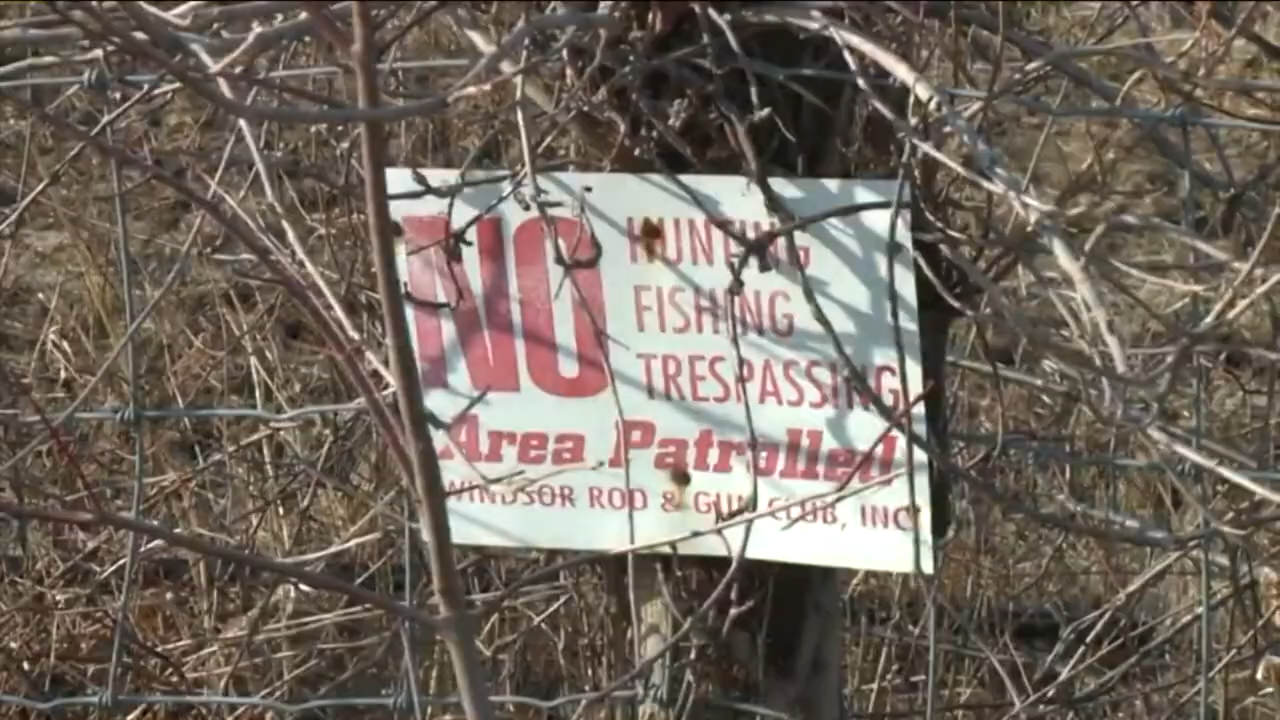 NO HUNTING
FISHING
TRESPASSING
Area Patrolled
WINDSOR ROD & GUN CLUB, INC